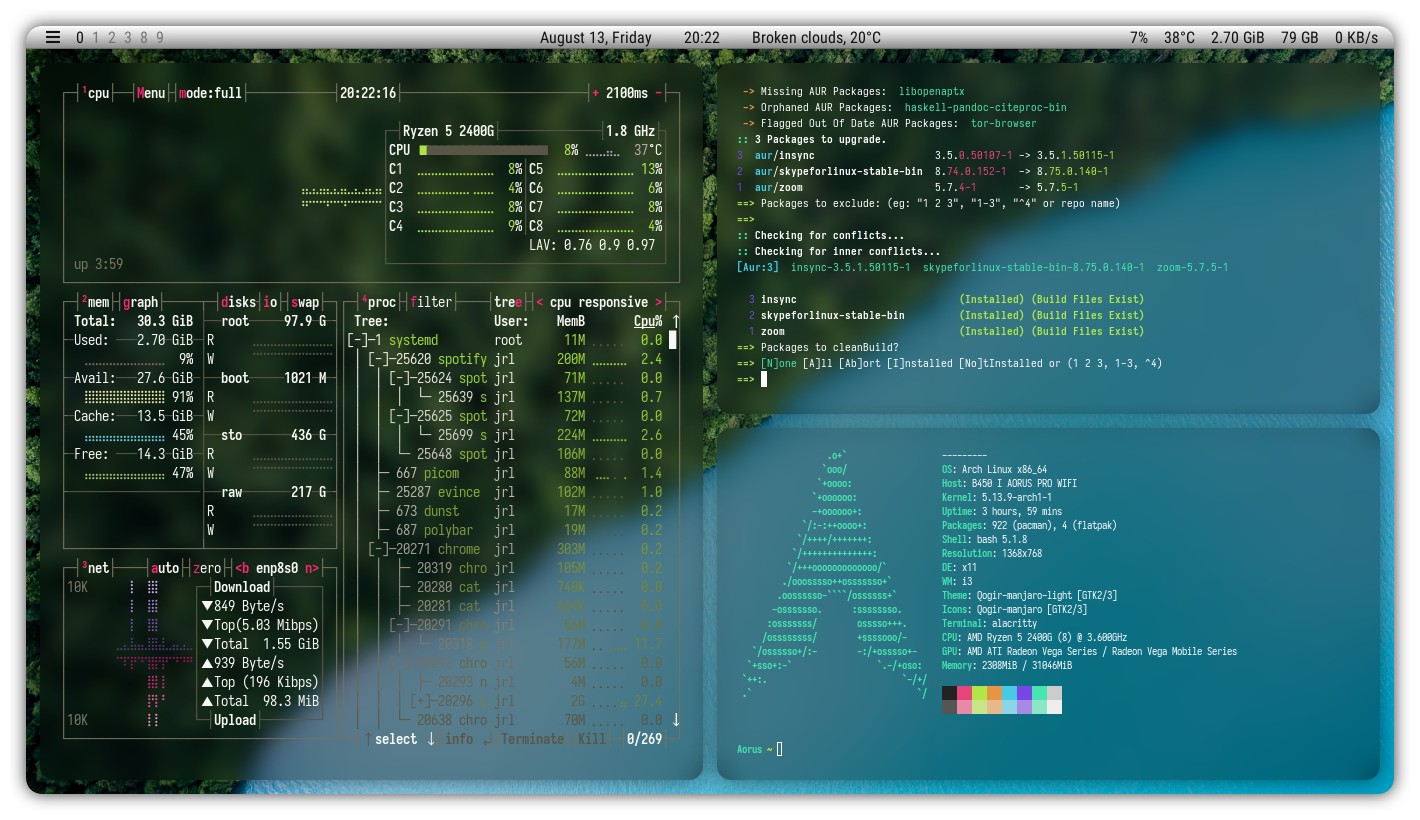 0 1 2 3 8 9 August 13, Friday 20:22 Broken clouds, 20°C 7% 38°C 2.70 GiB 79 GB 0 KB/s
¹cpu Menu mode:full 20:22:16 + 2100ms -
Ryzen 5 2400G 1.8 GHz
CPU 8% 37°C
C1 8% C5 13%
C2 4% C6 6%
C3 8% C7 8%
C4 9% C8 4%
LAV: 0.76 0.9 0.97
up 3:59
²mem graph disks io swap
Total: 30.3 GiB root 97.9 G
Used: 2.70 GiB R
9% W
Avail: 27.6 GiB boot 1021 M
91% R
Cache: 13.5 GiB W
45% sto 436 G
Free: 14.3 GiB R
47% W
raw 217 G
R
W
⁴proc filter tree < cpu responsive >
Tree: User: MemB Cpu% ↑
[-]─1 systemd root 11M 0.0
[-]─25620 spotify jrl 200M 2.4
[-]─25624 spot jrl 71M 0.0
└─ 25639 s jrl 137M 0.7
[-]─25625 spot jrl 72M 0.0
└─ 25699 s jrl 224M 2.6
└─ 25648 spot jrl 106M 0.0
├─ 667 picom jrl 88M 1.4
├─ 25287 evince jrl 102M 1.0
├─ 673 dunst jrl 17M 0.2
├─ 687 polybar jrl 19M 0.2
[-]─20271 chrome jrl 303M 0.2
├─ 20319 chro jrl 105M 0.2
├─ 20280 cat jrl 740K 0.0
├─ 20281 cat jrl 0.0
[-]─20291 chro jrl
└─ 20318 s jrl 177M 11.7
chro jrl 56M 0.0
└─ 20293 n jrl 4M 0.0
[+]─20296 jrl 2G 27.4
└─ 20638 chro jrl 70M 0.0 ↓
↑ select ↓ info ↲ Terminate Kill 0/269
³net auto zero <b enp8s0 n>
10K Download
▼849 Byte/s
▼Top(5.03 Mibps)
▼Total 1.55 GiB
▲939 Byte/s
▲Top (196 Kibps)
▲Total 98.3 MiB
10K Upload
-> Missing AUR Packages: libopenaptx
-> Orphaned AUR Packages: haskell-pandoc-citeproc-bin
-> Flagged Out Of Date AUR Packages: tor-browser
:: 3 Packages to upgrade.
3 aur/insync 3.5.0.50107-1 -> 3.5.1.50115-1
2 aur/skypeforlinux-stable-bin 8.74.0.152-1 -> 8.75.0.140-1
1 aur/zoom 5.7.4-1 -> 5.7.5-1
==> Packages to exclude: (eg: "1 2 3", "1-3", "^4" or repo name)
==>
:: Checking for conflicts...
:: Checking for inner conflicts...
[Aur:3] insync-3.5.1.50115-1 skypeforlinux-stable-bin-8.75.0.140-1 zoom-5.7.5-1
3 insync (Installed) (Build Files Exist)
2 skypeforlinux-stable-bin (Installed) (Build Files Exist)
1 zoom (Installed) (Build Files Exist)
==> Packages to cleanBuild?
==> [N]one [A]ll [Ab]ort [I]nstalled [No]tInstalled or (1 2 3, 1-3, ^4)
==>
---------
OS: Arch Linux x86_64
Host: B450 I AORUS PRO WIFI
Kernel: 5.13.9-arch1-1
Uptime: 3 hours, 59 mins
Packages: 922 (pacman), 4 (flatpak)
Shell: bash 5.1.8
Resolution: 1368x768
DE: x11
WM: i3
Theme: Qogir-manjaro-light [GTK2/3]
Icons: Qogir-manjaro [GTK2/3]
Terminal: alacritty
CPU: AMD Ryzen 5 2400G (8) @ 3.600GHz
GPU: AMD ATI Radeon Vega Series / Radeon Vega Mobile Series
Memory: 2308MiB / 31046MiB
Aorus ~